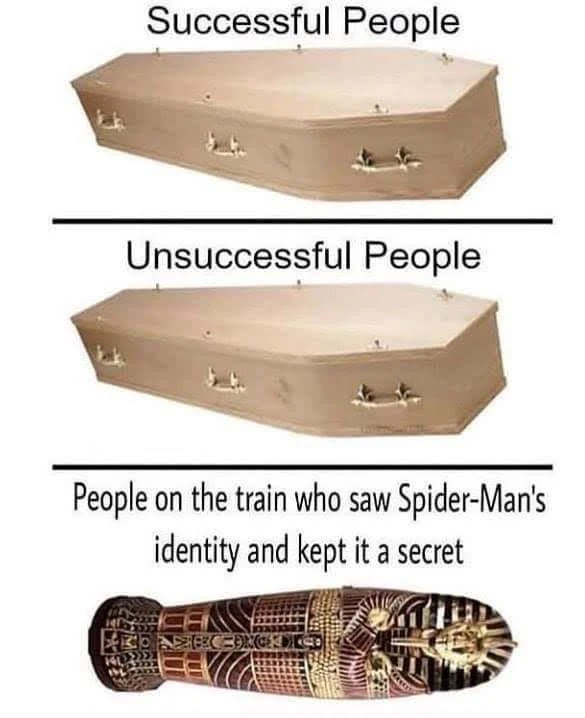 Successful People
Unsuccessful People
People on the train who saw Spider-Man's
identity and kept it a secret